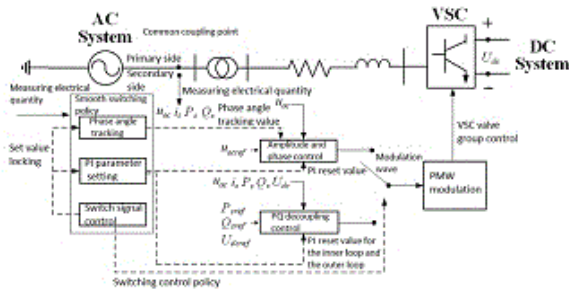 AC
System
Common coupling point
VSC
DC
System
Primary side
Secondary
side
Measuring electrical
quantity
Measuring electrical quantity
Smooth switching
policy
Phase angle
tracking
Phase angle
tracking value
Amplitude and
phase control
VSC valve
group control
Set value
locking
PI parameter
setting
PI reset value
Modulation
wave
PMW
modulation
Switch signal
control
PQ decoupling
control
PI reset value for
the inner loop and
the outer loop
Switching control policy